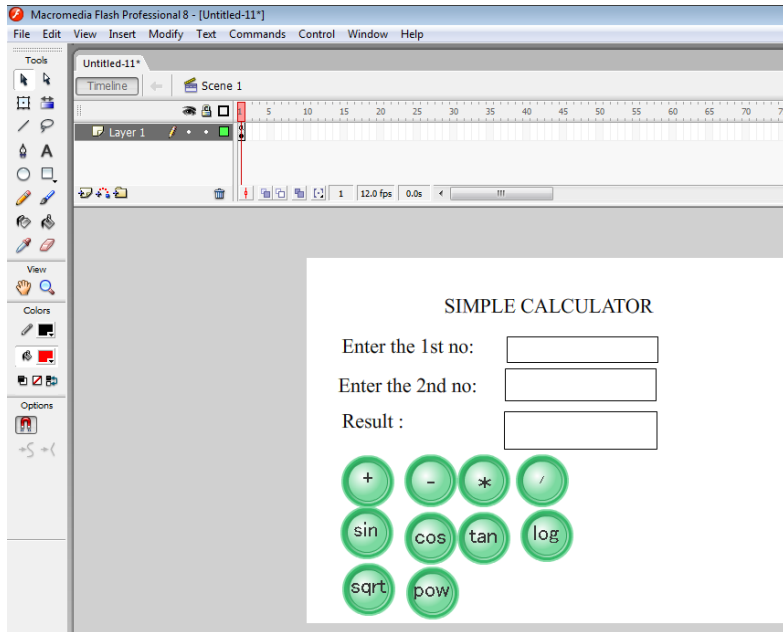 Macromedia Flash Professional 8 - [Untitled-11*]
File Edit View Insert Modify Text Commands Control Window Help
Tools
Untitled-11*
Timeline
Scene 1
1 5 10 15 20 25 30 35 40 45 50 55 60 65 70
Layer 1
A
1 12.0 fps 0.0s
View
Colors
Options
SIMPLE CALCULATOR
Enter the 1st no:
Enter the 2nd no:
Result :
+ - * /
sin cos tan log
sqrt pow